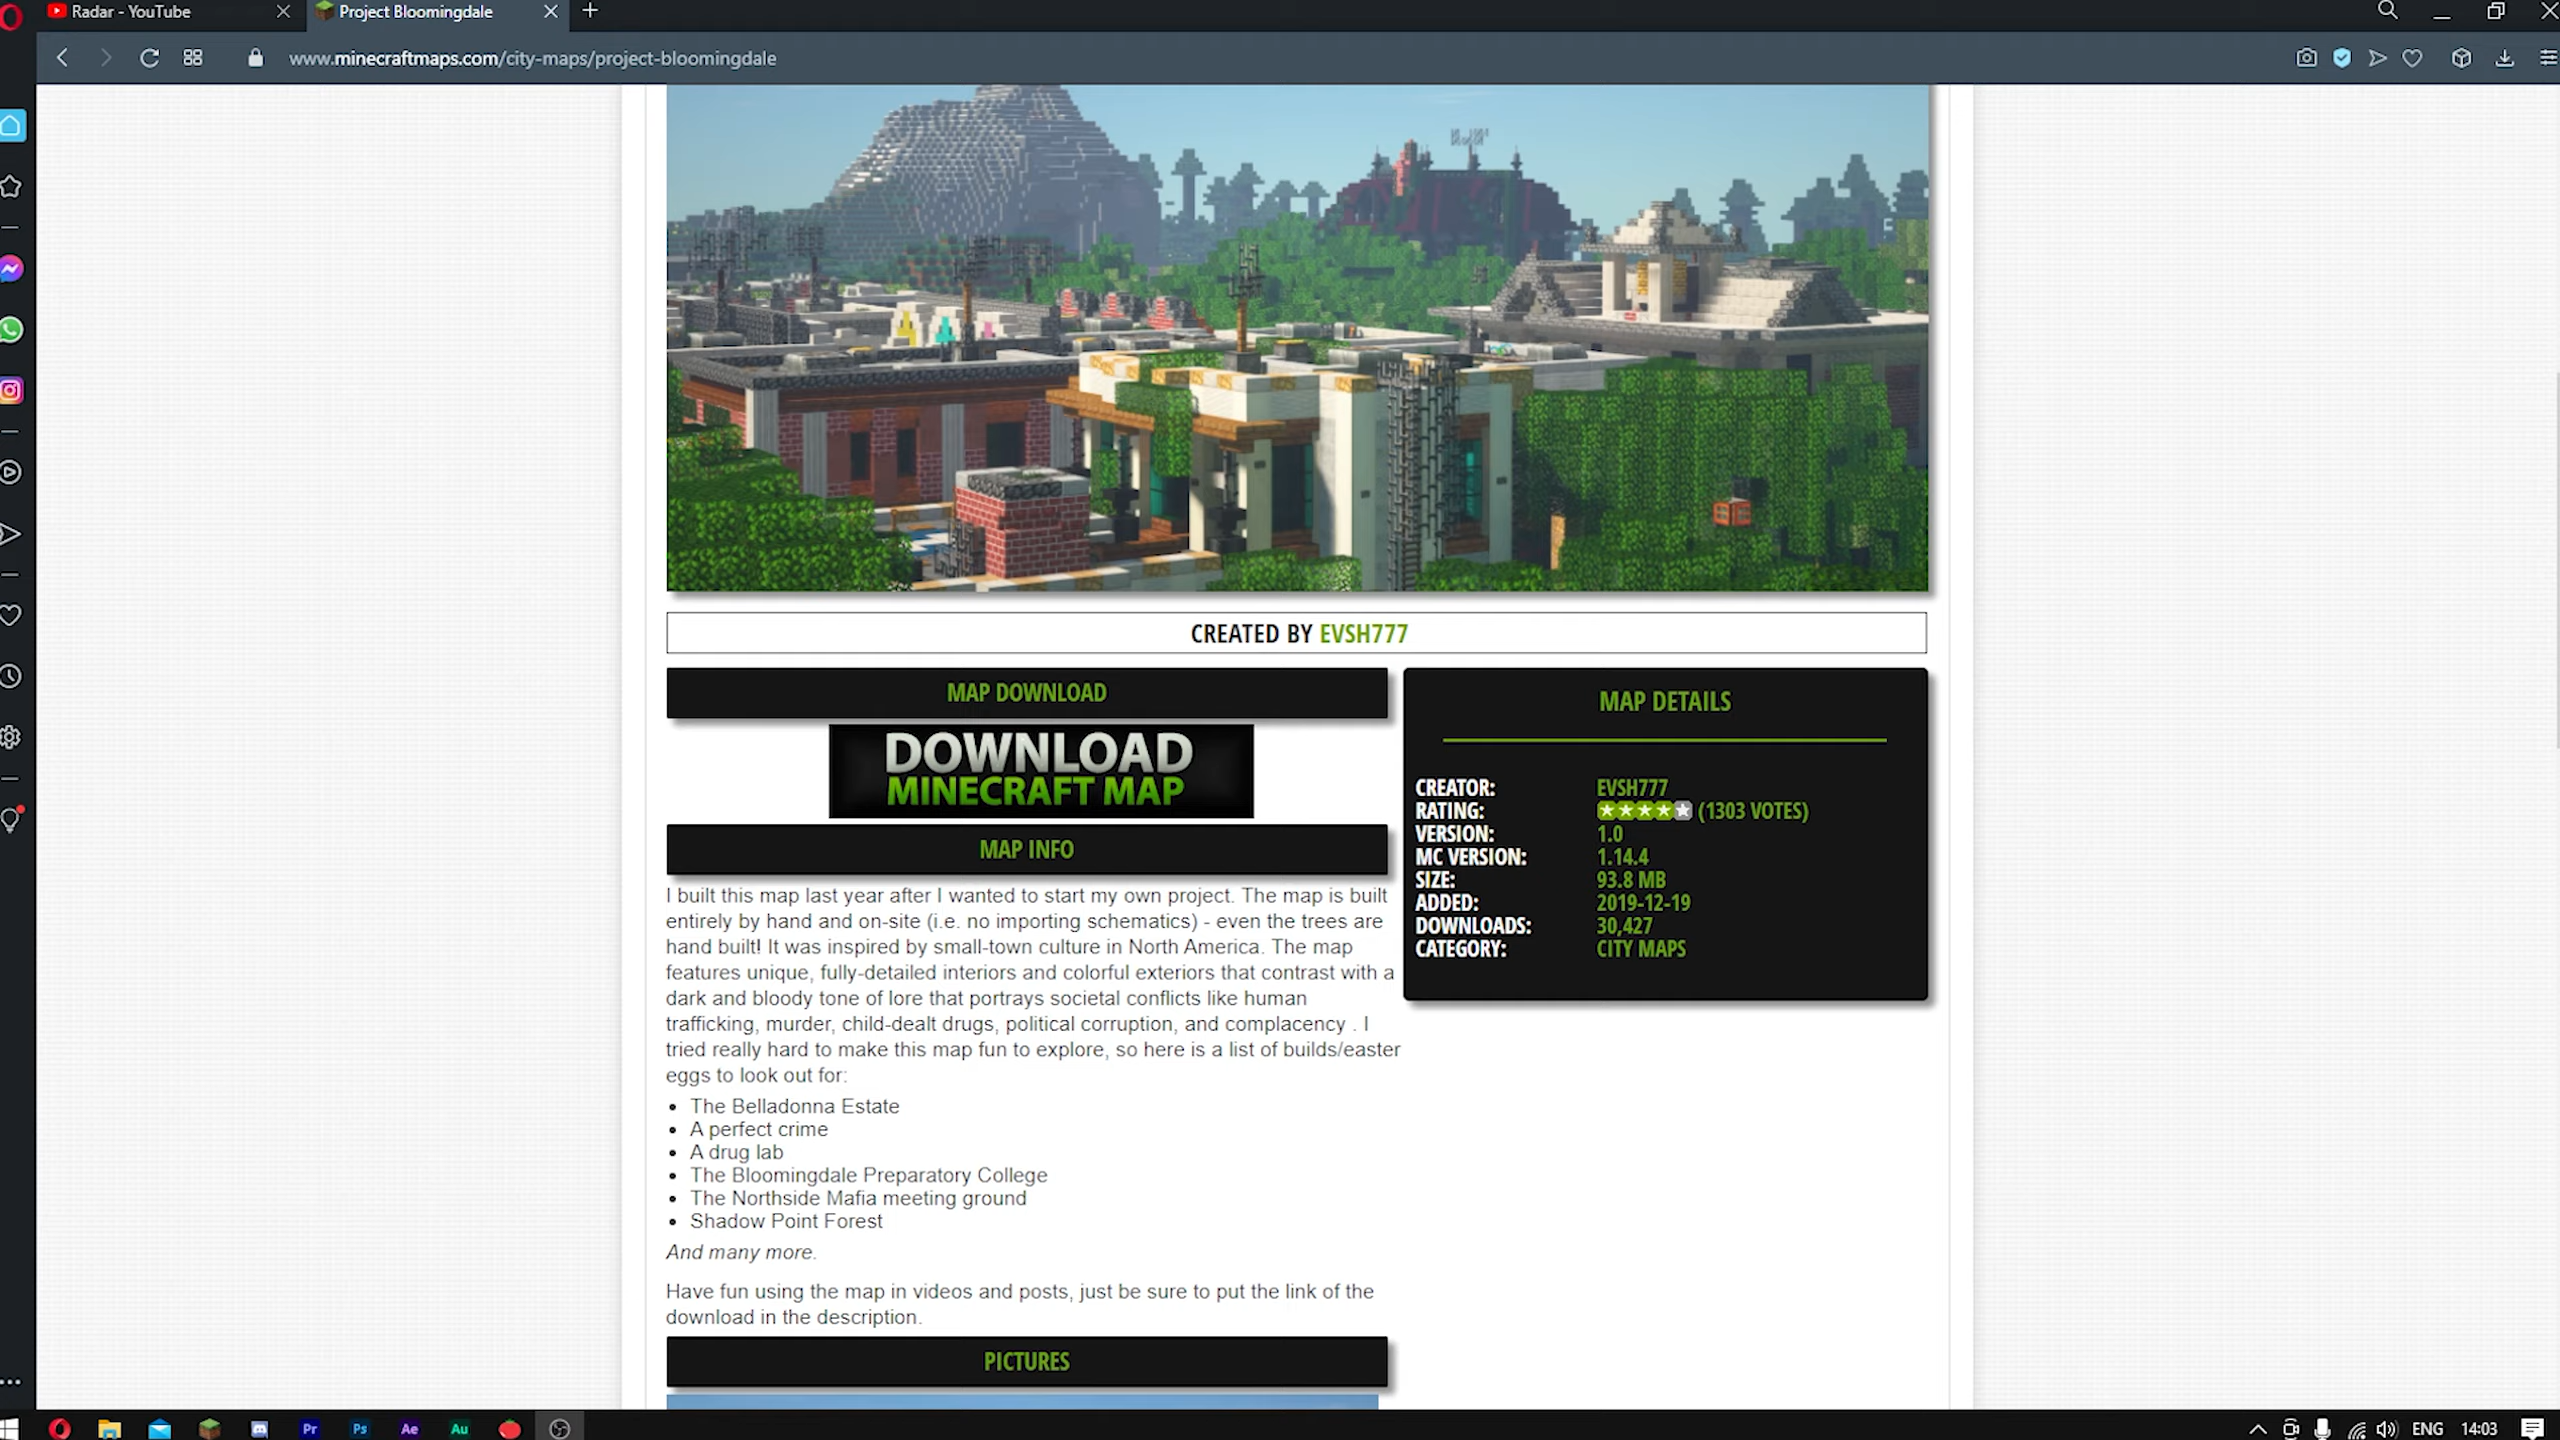 Radar - YouTube
Project Bloomingdale
www.minecraftmaps.com/city-maps/project-bloomingdale
CREATED BY EVSH777
MAP DOWNLOAD
DOWNLOAD
MINECRAFT MAP
MAP INFO
I built this map last year after I wanted to start my own project. The map is built
entirely by hand and on-site (i.e. no importing schematics) - even the trees are
hand built! It was inspired by small-town culture in North America. The map
features unique, fully-detailed interiors and colorful exteriors that contrast with a
dark and bloody tone of lore that portrays societal conflicts like human
trafficking, murder, child-dealt drugs, political corruption, and complacency . I
tried really hard to make this map fun to explore, so here is a list of builds/easter
eggs to look out for:
• The Belladonna Estate
• A perfect crime
• A drug lab
• The Bloomingdale Preparatory College
• The Northside Mafia meeting ground
• Shadow Point Forest
And many more.
Have fun using the map in videos and posts, just be sure to put the link of the
download in the description.
PICTURES
MAP DETAILS
CREATOR: EVSH777
RATING: (1303 VOTES)
VERSION: 1.0
MC VERSION: 1.14.4
SIZE: 93.8 MB
ADDED: 2019-12-19
DOWNLOADS: 30,427
CATEGORY: CITY MAPS
Pr Ps Ae Au
ENG 14:03